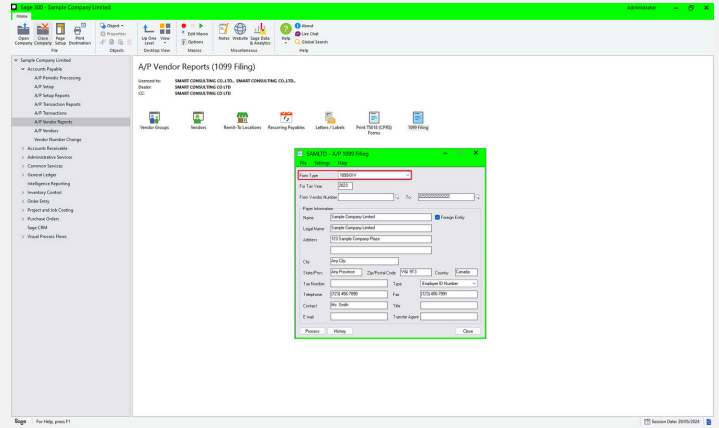 Sage 300 - Sample Company Limited
Administrator
Home
Open Company
Close Company
Page Setup
Print Destination
File
Object
Properties
Objects
Up One Level
View
Desktop View
Edit Macro
Options
Macros
Notes
Website
Sage Data & Analytics
Miscellaneous
Help
About
Live Chat
Global Search
Help
Sample Company Limited
Accounts Payable
A/P Periodic Processing
A/P Setup
A/P Setup Reports
A/P Transaction Reports
A/P Transactions
A/P Vendor Reports
A/P Vendors
Vendor Number Change
Accounts Receivable
Administrative Services
Common Services
General Ledger
Intelligence Reporting
Inventory Control
Order Entry
Project and Job Costing
Purchase Orders
Sage CRM
Visual Process Flows
A/P Vendor Reports (1099 Filing)
Licensed to: SMART CONSULTING CO.,LTD., SMART CONSULTING CO.,LTD.,
Dealer: SMART CONSULTING CO LTD
CC: SMART CONSULTING CO LTD
Vendor Groups
Vendors
Remit-To Locations
Recurring Payables
Letters / Labels
Print T5018 (CPRS) Forms
1099 Filing
SAMLTD - A/P 1099 Filing
File Settings Help
Form Type 1099-DIV
For Tax Year 2023
From Vendor Number To ZZZZZZZZZZZZ
Payer Information
Name Sample Company Limited Foreign Entity
Legal Name Sample Company Limited
Address 123 Sample Company Plaza
City Any City
State/Prov. Any Province Zip/Postal Code V6J 9T3 Country Canada
Tax Number Type Employer ID Number
Telephone (123) 456-7890 Fax (123) 456-7891
Contact Mr. Smith Title
E-mail Transfer Agent
Process History Close
Sage For Help, press F1
Session Date: 26/05/2024